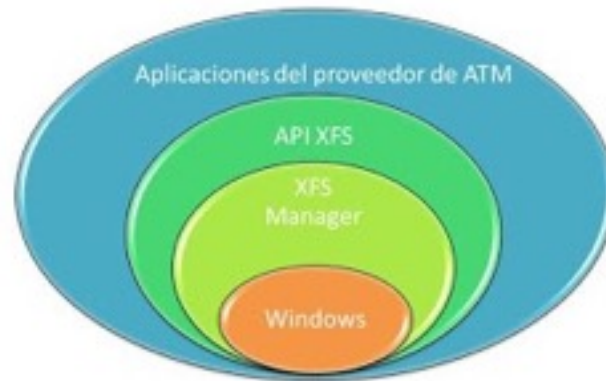 Aplicaciones del proveedor de ATM
API XFS
XFS
Manager
Windows